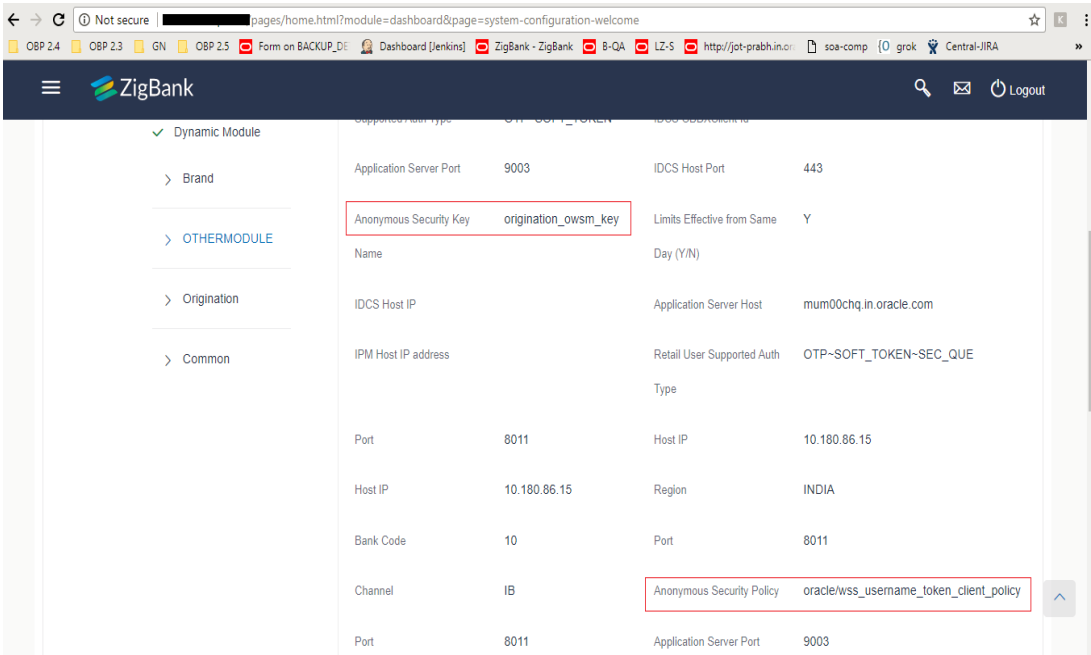 Not secure pages/home.html?module=dashboard&page=system-configuration-welcome K
OBP 2.4 OBP 2.3 GN OBP 2.5 Form on BACKUP_DE Dashboard [Jenkins] ZigBank - ZigBank B-QA LZ-S http://jot-prabh.in.or soa-comp {O grok Central-JIRA »
ZigBank Logout
Supported Auth Type OTP~SOFT_TOKEN
Dynamic Module
Application Server Port 9003 IDCS Host Port 443
Brand
Anonymous Security Key origination_owsm_key Limits Effective from Same Y
OTHERMODULE
Name Day (Y/N)
Origination
IDCS Host IP Application Server Host mum00chq.in.oracle.com
Common
IPM Host IP address Retail User Supported Auth OTP~SOFT_TOKEN~SEC_QUE
Type
Port 8011 Host IP 10.180.86.15
Host IP 10.180.86.15 Region INDIA
Bank Code 10 Port 8011
Channel IB Anonymous Security Policy oracle/wss_username_token_client_policy
Port 8011 Application Server Port 9003